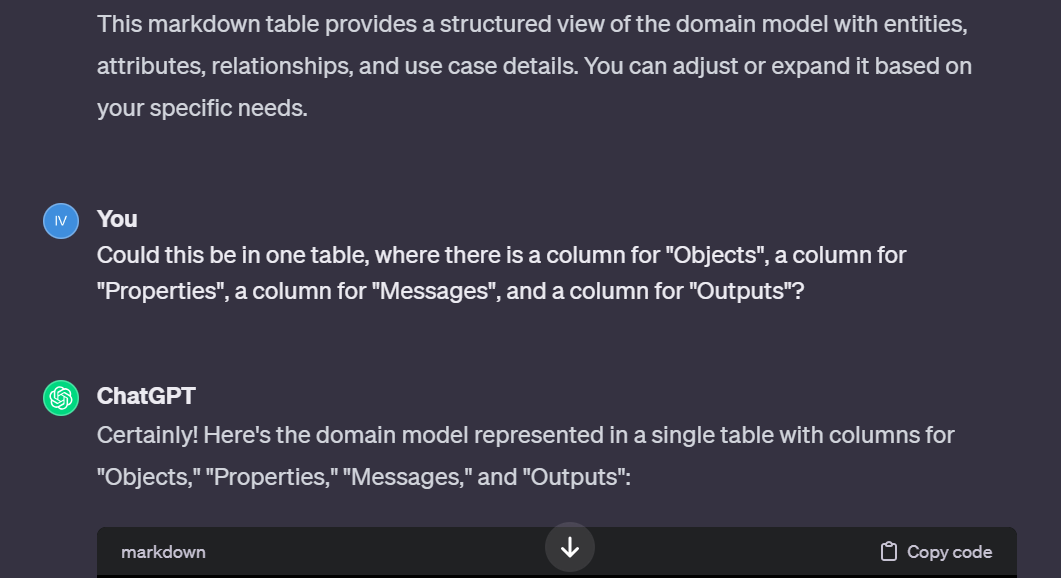 This markdown table provides a structured view of the domain model with entities,
attributes, relationships, and use case details. You can adjust or expand it based on
your specific needs.
IV
You
Could this be in one table, where there is a column for "Objects", a column for
"Properties", a column for "Messages", and a column for "Outputs"?
ChatGPT
Certainly! Here's the domain model represented in a single table with columns for
"Objects," "Properties," "Messages," and "Outputs":
markdown
Copy code